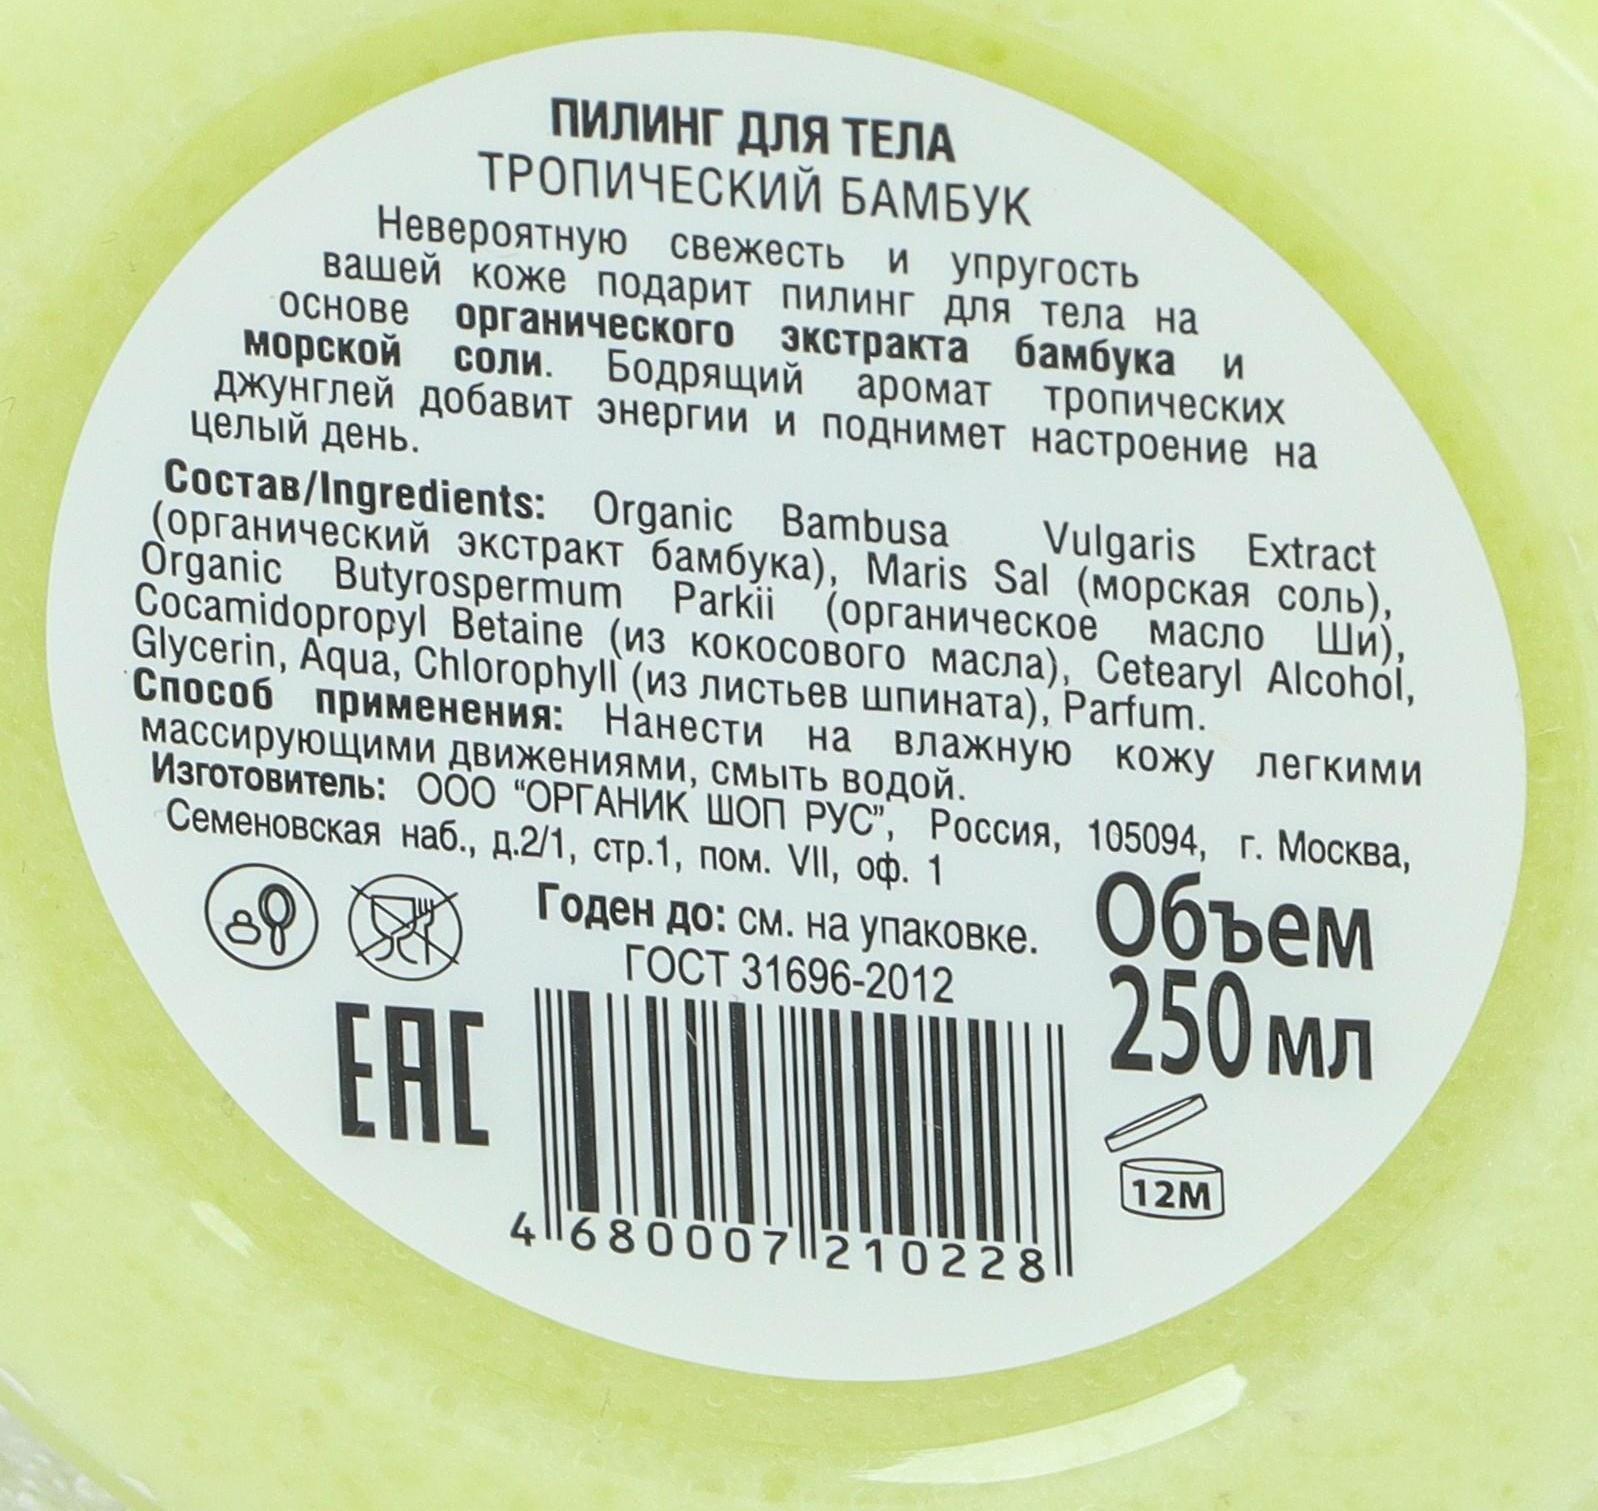 ПИЛИНГ ДЛЯ ТЕЛА
ТРОПИЧЕСКИЙ БАМБУК
Невероятную свежесть и упругость
вашей коже подарит пилинг для тела на
основе органического экстракта бамбука и
морской соли. Бодрящий аромат тропических
джунглей добавит энергии и поднимет настроение на
целый день.
Состав/Ingredients: Organic Bambusa Vulgaris Extract
(органический экстракт бамбука), Maris Sal (морская соль),
Organic Butyrospermum Parkii (органическое масло Ши),
Cocamidopropyl Betaine (из кокосового масла), Cetearyl Alcohol,
Glycerin, Aqua, Chlorophyll (из листьев шпината), Parfum.
Способ применения: Нанести на влажную кожу легкими
массирующими движениями, смыть водой.
Изготовитель: ООО “ОРГАНИК ШОП РУС”, Россия, 105094, г. Москва,
Семеновская наб., д.2/1, стр.1, пом. VII, оф. 1
Годен до: см. на упаковке.
ГОСТ 31696-2012
Объем
250 мл
EAC
12M
4 680007 210228